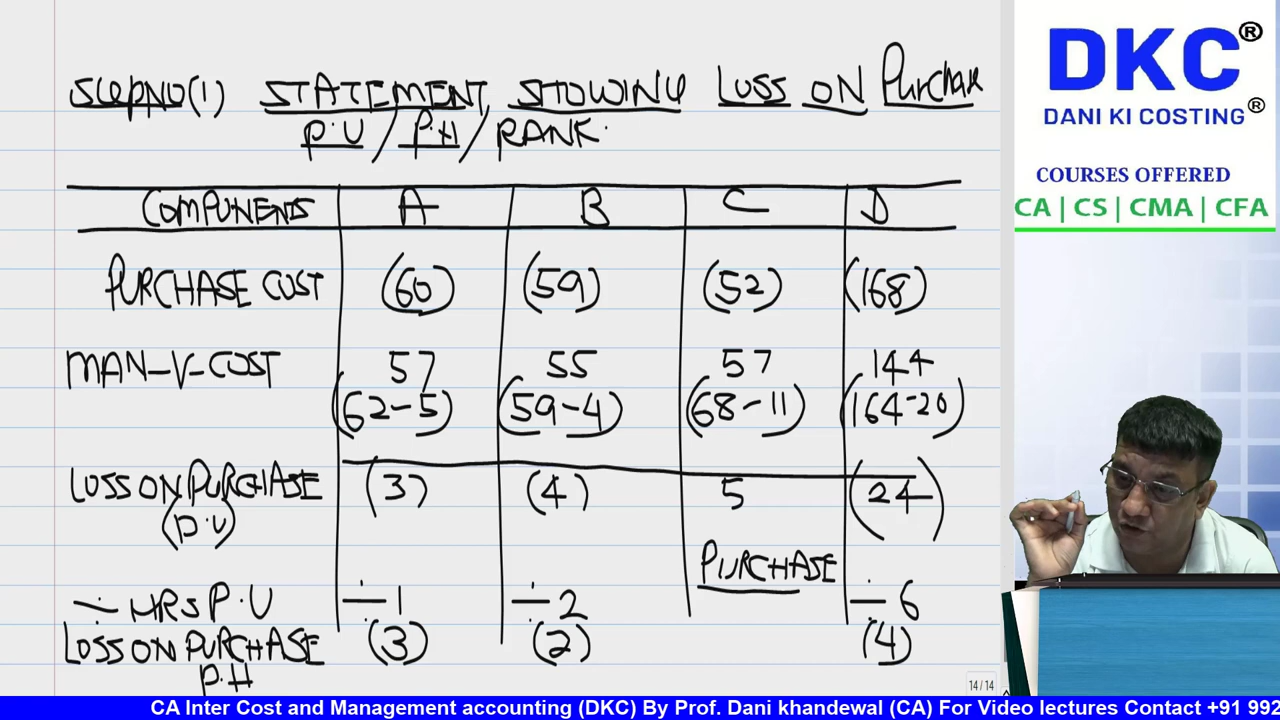 STEPNO(1) STATEMENT SHOWING LOSS ON Purchase
P.U / P.H / RANK.
COMPONENTS A B C D
PURCHASE COST (60) (59) (52) (168)
MAN-V-COST 57 55 57 144
(62-5) (59-4) (68-11) (164-20)
LOSS ON PURCHASE (3) (4) 5 (24)
(P.U)
PURCHASE
÷ HRS P.U ÷1 ÷2 ÷6
LOSS ON PURCHASE (3) (2) (4)
P.H
14 / 14
DKC®
DANI KI COSTING®
COURSES OFFERED
CA | CS | CMA | CFA
CA Inter Cost and Management accounting (DKC) By Prof. Dani khandewal (CA) For Video lectures Contact +91 992